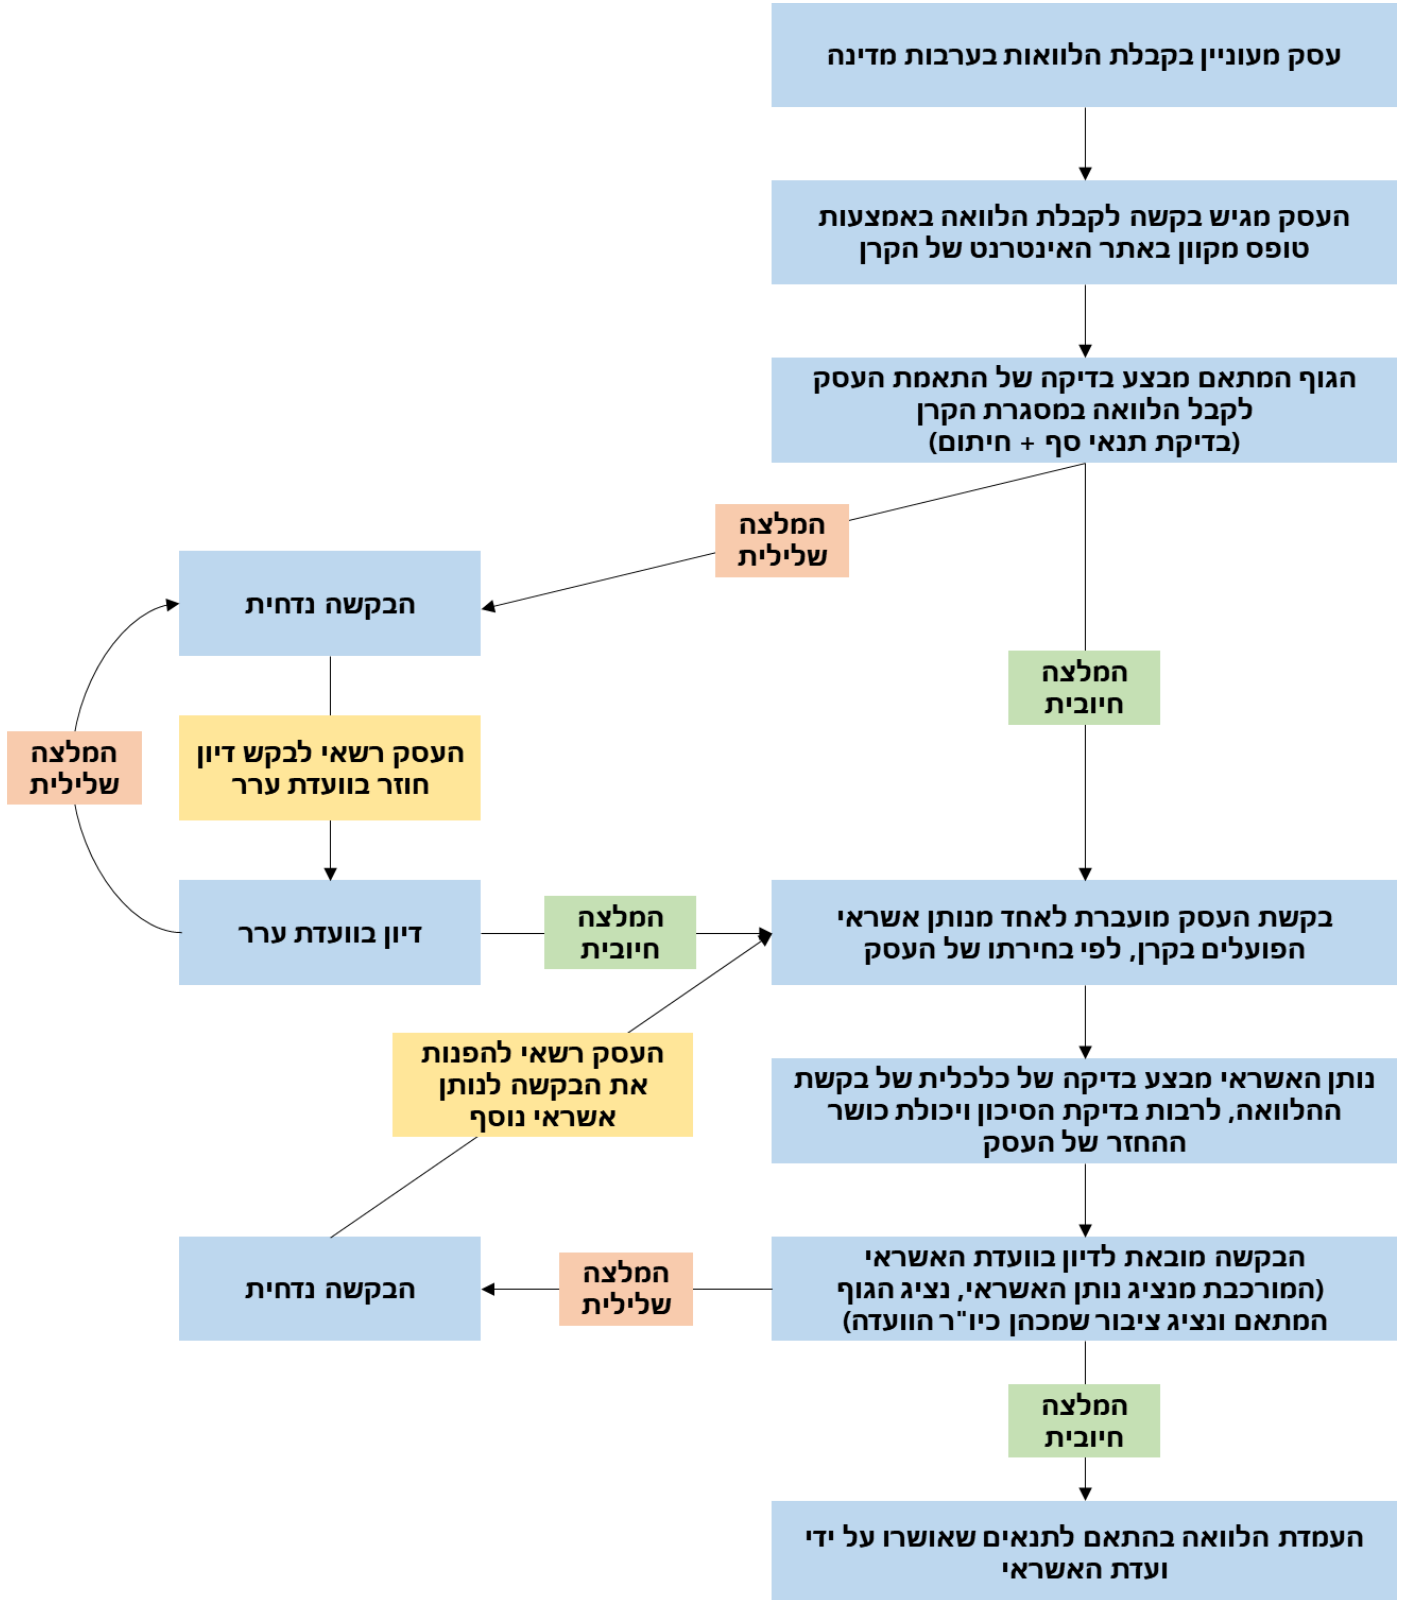 עסק מעוניין בקבלת הלוואות בערבות מדינה
העסק מגיש בקשה לקבלת הלוואה באמצעות
טופס מקוון באתר האינטרנט של הקרן
הגוף המתאם מבצע בדיקה של התאמת העסק
לקבל הלוואה במסגרת הקרן
(בדיקת תנאי סף + חיתום)
המלצה
שלילית
הבקשה נדחית
המלצה
חיובית
העסק רשאי לבקש דיון
חוזר בוועדת ערר
המלצה
שלילית
דיון בוועדת ערר
המלצה
חיובית
בקשת העסק מועברת לאחד מנותן אשראי
הפועלים בקרן, לפי בחירתו של העסק
העסק רשאי להפנות
את הבקשה לנותן
אשראי נוסף
נותן האשראי מבצע בדיקה של כלכלית של בקשת
ההלוואה, לרבות בדיקת הסיכון ויכולת כושר
ההחזר של העסק
הבקשה מובאת לדיון בוועדת האשראי
(המורכבת מנציג נותן האשראי, נציג הגוף
המתאם ונציג ציבור שמכהן כיו"ר הוועדה)
המלצה
שלילית
הבקשה נדחית
המלצה
חיובית
העמדת הלוואה בהתאם לתנאים שאושרו על ידי
ועדת האשראי